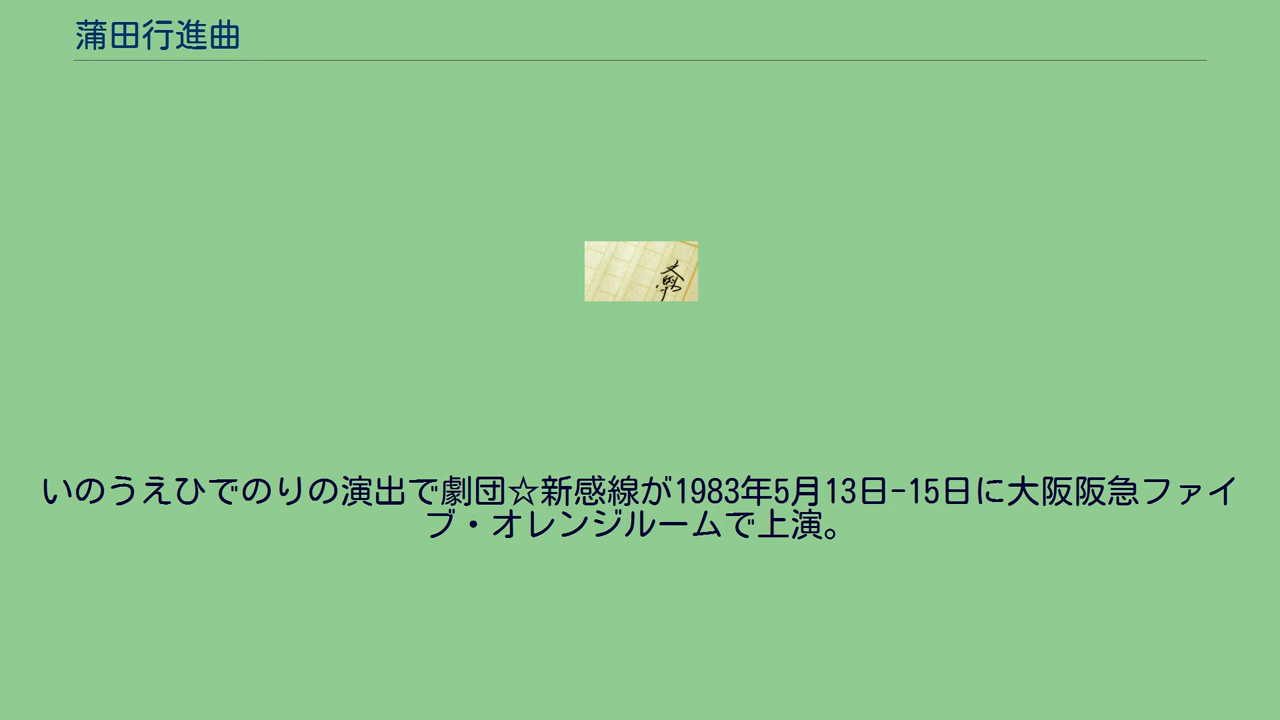 蒲田行進曲
いのうえひでのりの演出で劇団☆新感線が1983年5月13日-15日に大阪阪急ファイ
ブ・オレンジルームで上演。